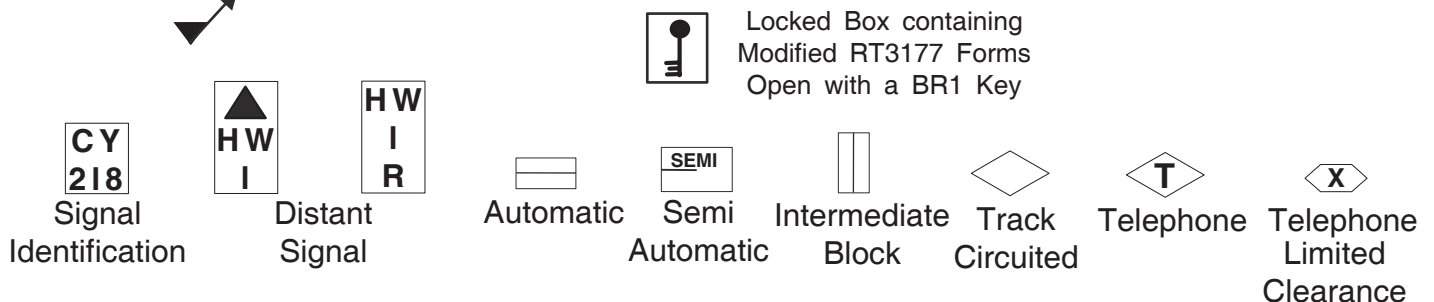 Locked Box containing
Modified RT3177 Forms
Open with a BR1 Key
CY
218
Signal
Identification
HW
I
HW
I
R
Distant
Signal
Automatic
SEMI
Semi
Automatic
Intermediate
Block
Track
Circuited
T
Telephone
X
Telephone
Limited
Clearance